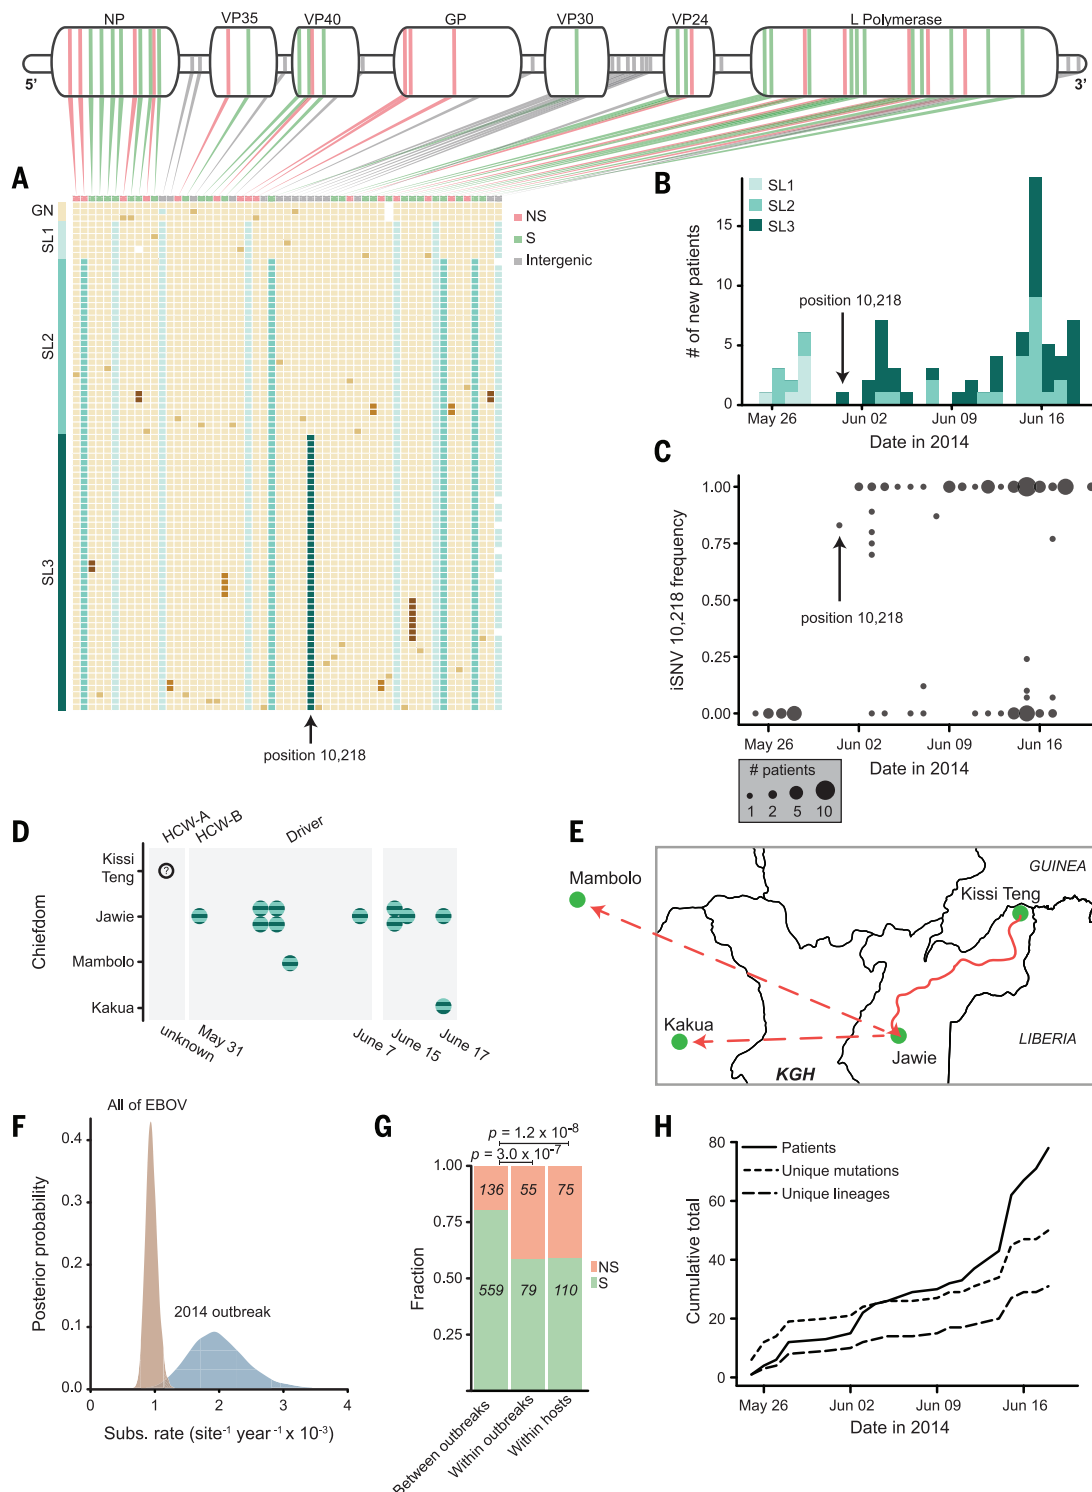 NP VP35 VP40 GP VP30 VP24 L Polymerase
5' 3'
A
GN
SL1
SL2
SL3
NS
S
Intergenic
position 10,218
B
SL1
SL2
SL3
# of new patients
15
10
5
0
position 10,218
May 26 Jun 02 Jun 09 Jun 16
Date in 2014
C
iSNV 10,218 frequency
1.00
0.75
0.50
0.25
0.00
position 10,218
May 26 Jun 02 Jun 09 Jun 16
Date in 2014
# patients
1 2 5 10
D
HCW-A
HCW-B
Driver
Chiefdom
Kissi
Teng
?
Jawie
Mambolo
Kakua
unknown
May 31
June 7
June 15
June 17
E
GUINEA
Mambolo
Kissi Teng
Kakua
Jawie
LIBERIA
KGH
F
All of EBOV
Posterior probability
0.4
0.3
0.2
0.1
0.0
2014 outbreak
0 1 2 3 4
Subs. rate (site⁻¹ year⁻¹ x 10⁻³)
G
p = 1.2 x 10⁻⁸
p = 3.0 x 10⁻⁷
Fraction
1.00
0.75
0.50
0.25
136 55 75
559 79 110
NS
S
Between outbreaks
Within outbreaks
Within hosts
H
Patients
Unique mutations
Unique lineages
Cumulative total
80
60
40
20
0
May 26 Jun 02 Jun 09 Jun 16
Date in 2014